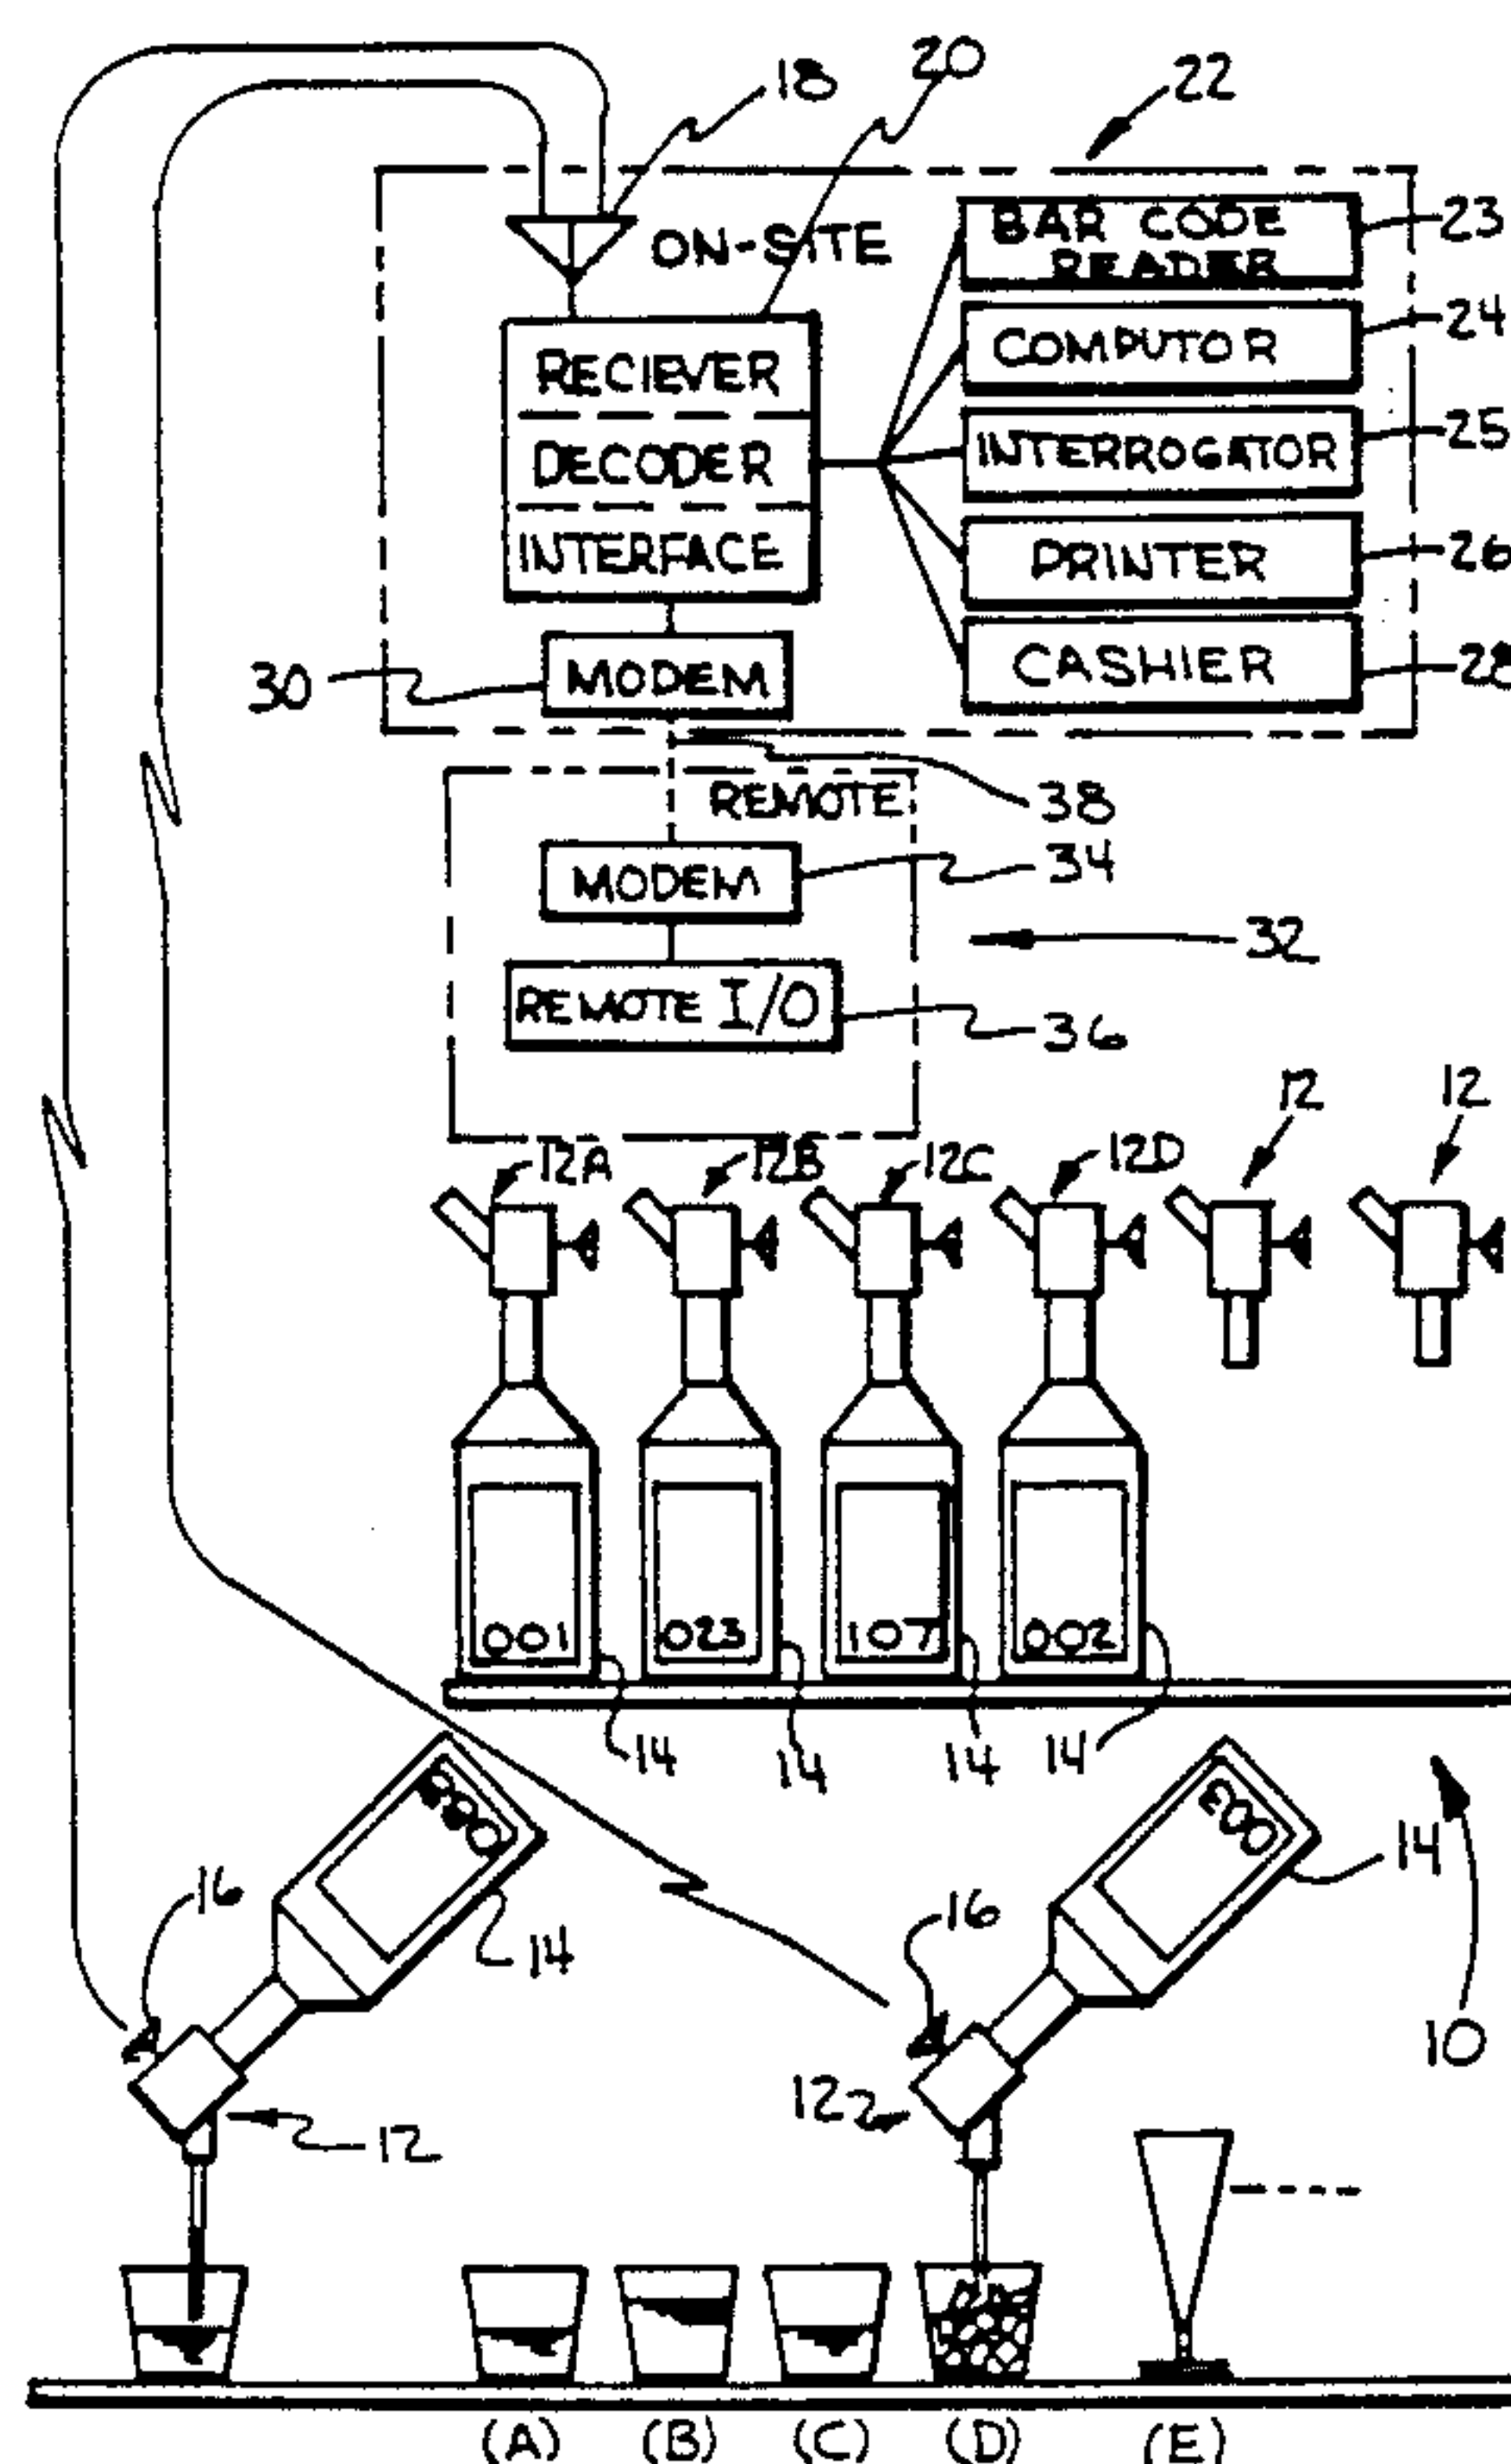 20
18
22
ON-SITE
BAR CODE READER
23
COMPUTOR
24
RECIEVER
DECODER
INTERFACE
INTERROGATOR
25
PRINTER
26
CASHIER
28
30
MODEM
REMOTE
38
MODEM
34
32
REMOTE I/O
36
12A
12B
12C
12D
12
12
001
023
107
002
14
14
14
14
003
14
16
14
16
10
12
12
(A)
(B)
(C)
(D)
(E)